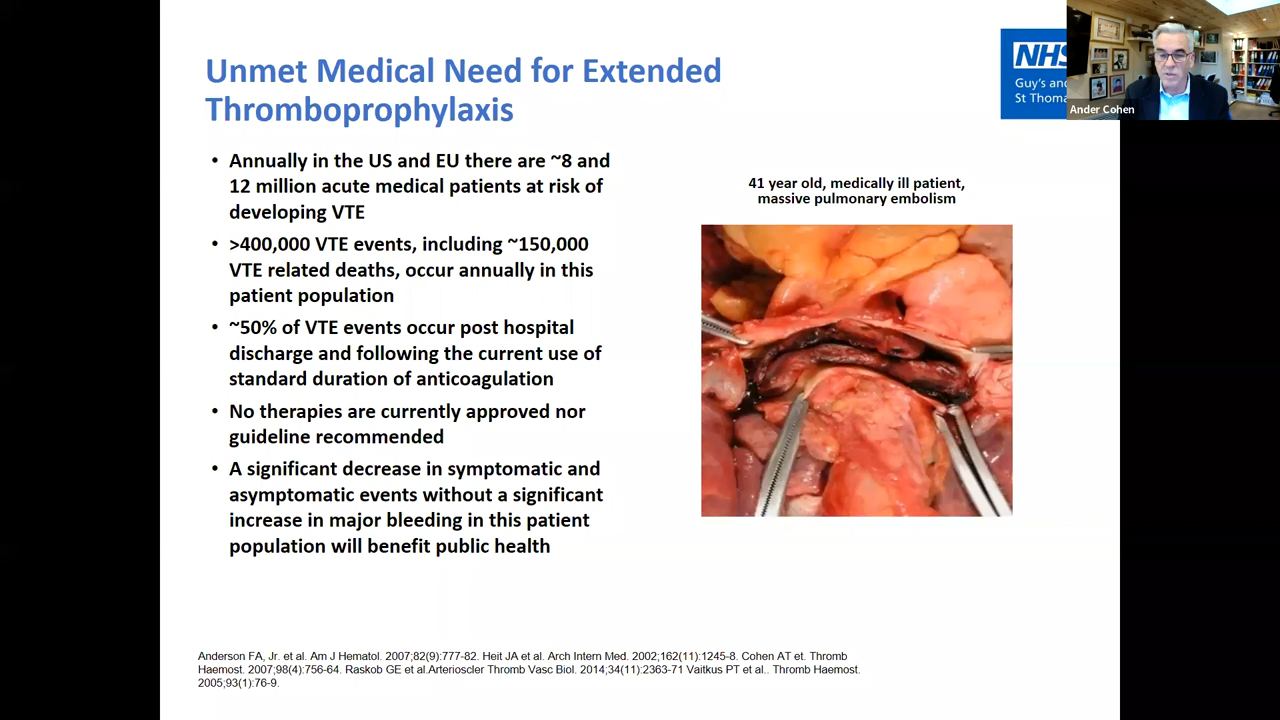 Unmet Medical Need for Extended
Thromboprophylaxis
NHS
Guy's and
St Thoma
Ander Cohen
• Annually in the US and EU there are ~8 and
12 million acute medical patients at risk of
developing VTE
• >400,000 VTE events, including ~150,000
VTE related deaths, occur annually in this
patient population
• ~50% of VTE events occur post hospital
discharge and following the current use of
standard duration of anticoagulation
• No therapies are currently approved nor
guideline recommended
• A significant decrease in symptomatic and
asymptomatic events without a significant
increase in major bleeding in this patient
population will benefit public health
41 year old, medically ill patient,
massive pulmonary embolism
Anderson FA, Jr. et al. Am J Hematol. 2007;82(9):777-82. Heit JA et al. Arch Intern Med. 2002;162(11):1245-8. Cohen AT et. Thromb
Haemost. 2007;98(4):756-64. Raskob GE et al.Arterioscler Thromb Vasc Biol. 2014;34(11):2363-71 Vaitkus PT et al.. Thromb Haemost.
2005;93(1):76-9.